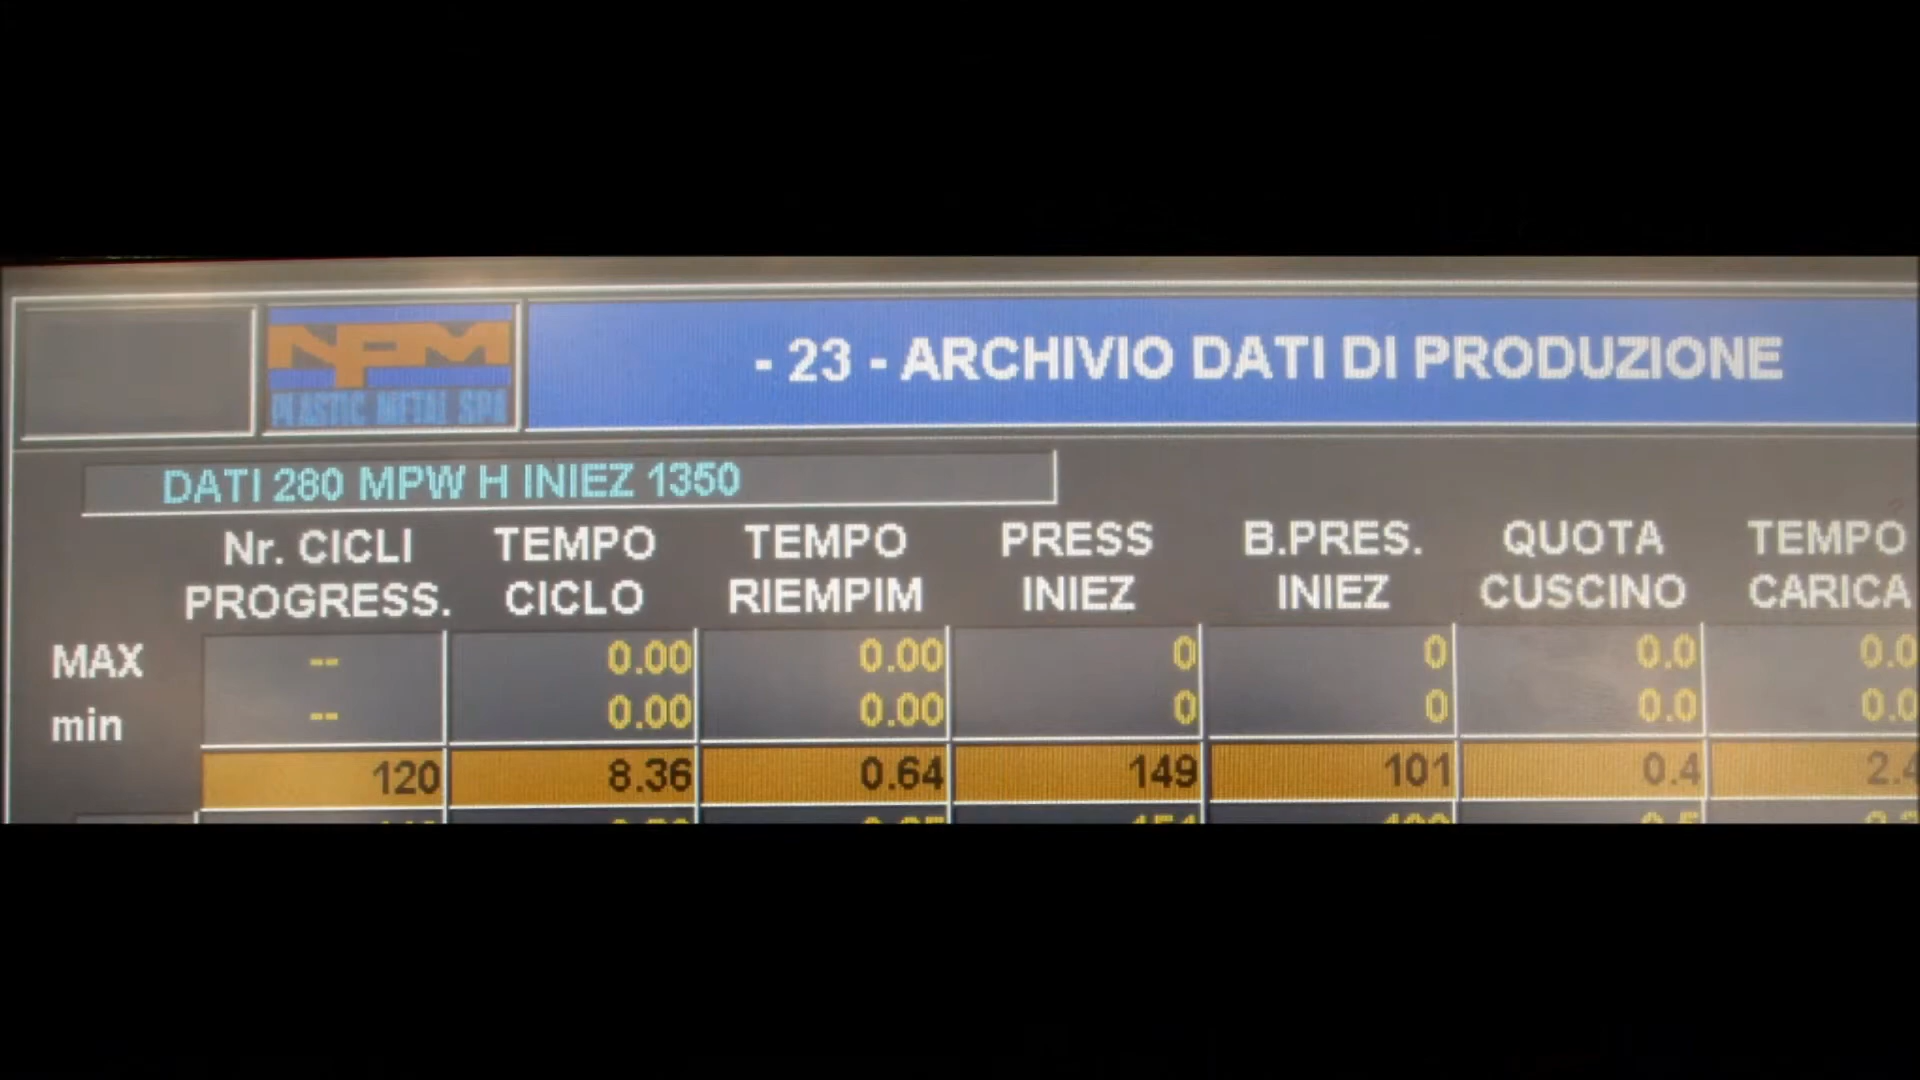 NPM
PLASTIC METAL SPA
- 23 - ARCHIVIO DATI DI PRODUZIONE
DATI 280 MPW H INIEZ 1350
Nr. CICLI PROGRESS. TEMPO CICLO TEMPO RIEMPIM PRESS INIEZ B.PRES. INIEZ QUOTA CUSCINO TEMPO CARICA
MAX -- 0.00 0.00 0 0 0.0 0.0
min -- 0.00 0.00 0 0 0.0 0.0
120 8.36 0.64 149 101 0.4 2.4